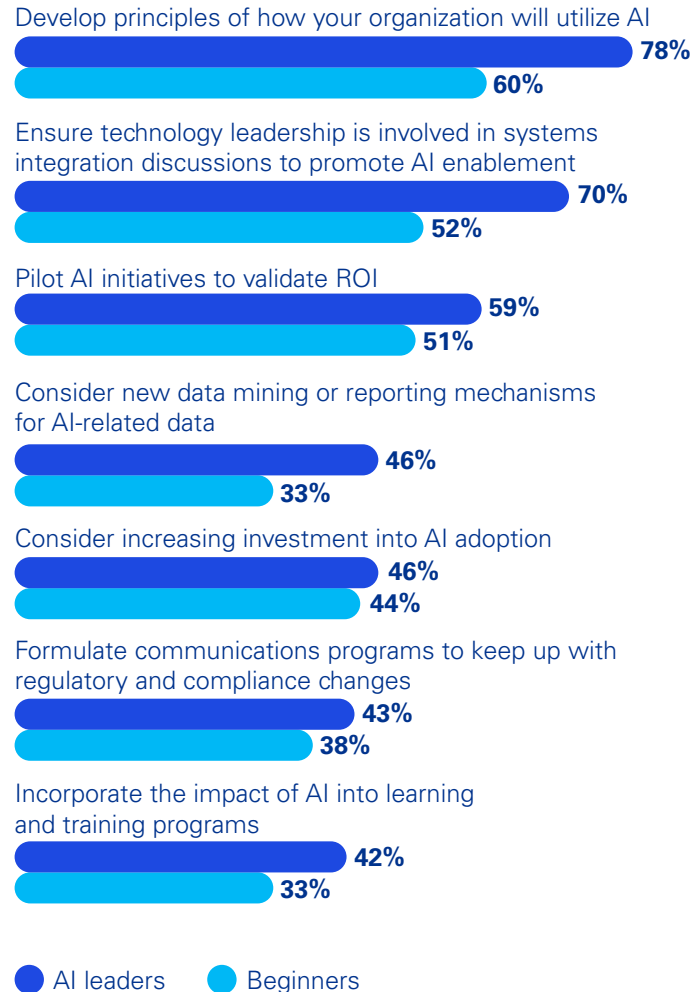 Develop principles of how your organization will utilize AI
78%
60%
Ensure technology leadership is involved in systems
integration discussions to promote AI enablement
70%
52%
Pilot AI initiatives to validate ROI
59%
51%
Consider new data mining or reporting mechanisms
for AI-related data
46%
33%
Consider increasing investment into AI adoption
46%
44%
Formulate communications programs to keep up with
regulatory and compliance changes
43%
38%
Incorporate the impact of AI into learning
and training programs
42%
33%
AI leaders Beginners